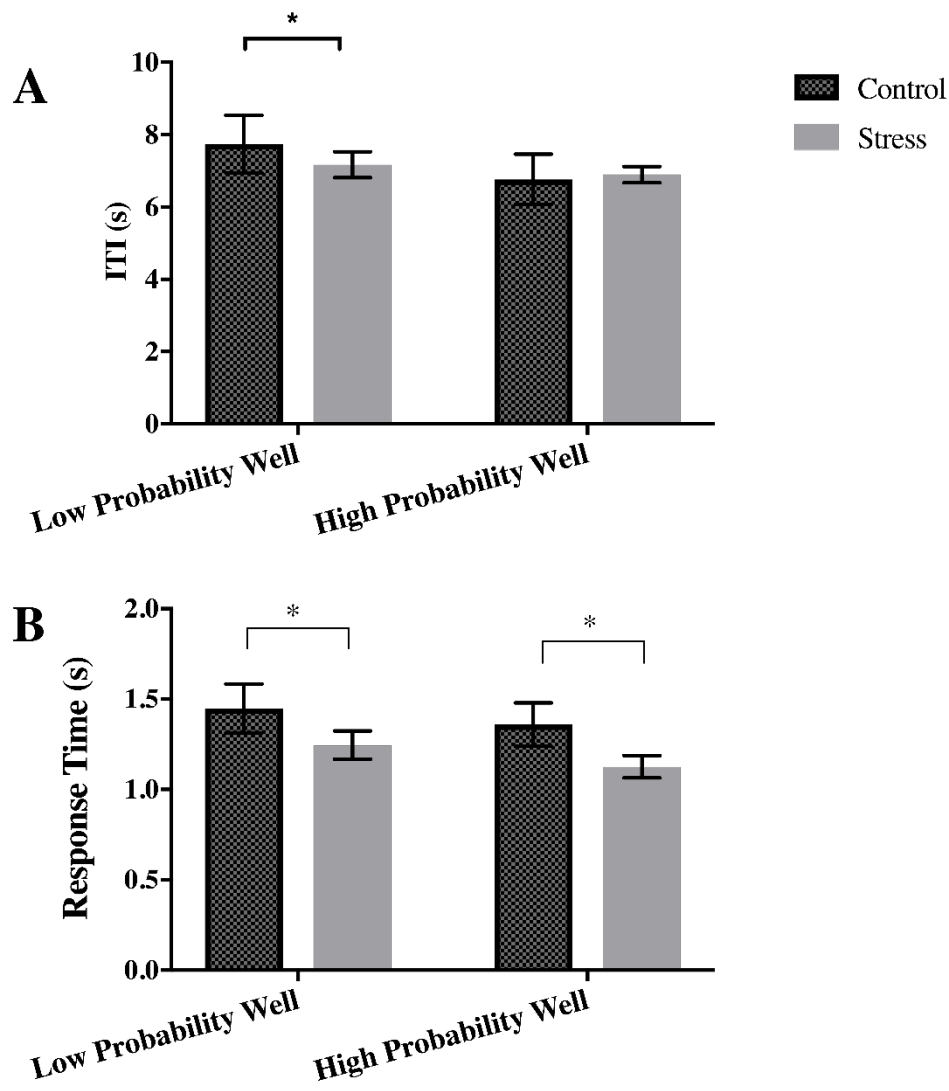 *
A
10
8
6
4
2
0
ITI (s)
Control
Stress
Low Probability Well
High Probability Well
B
2.0
1.5
1.0
0.5
0.0
Response Time (s)
*
*
Low Probability Well
High Probability Well